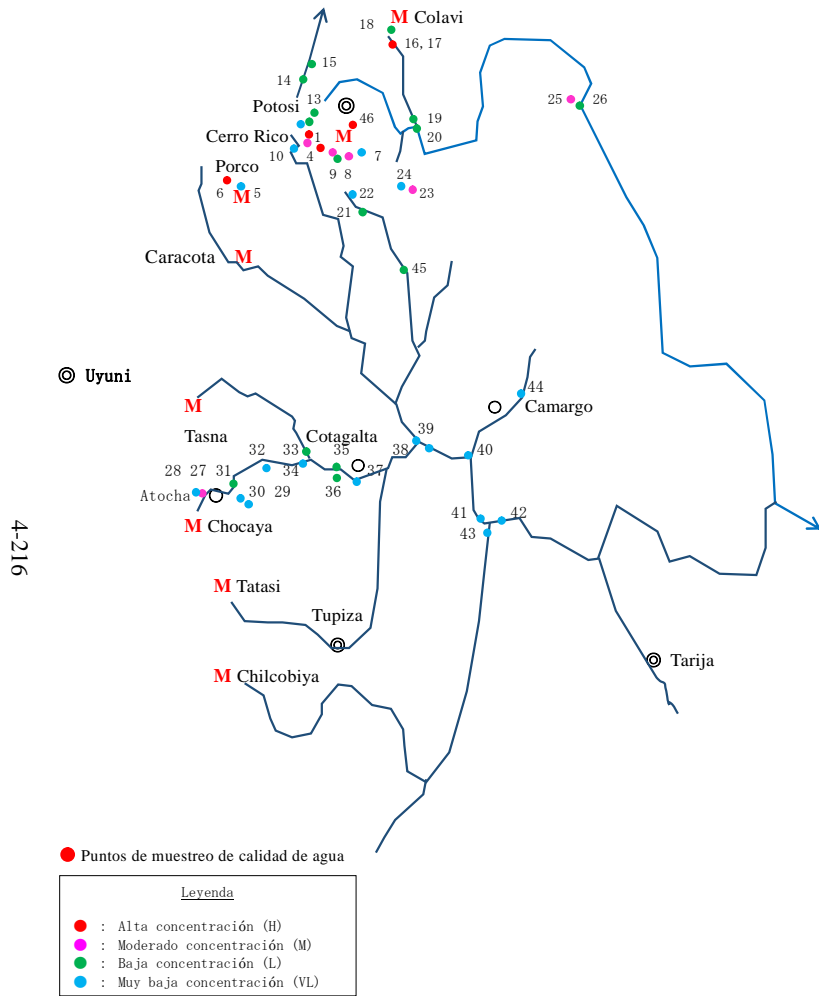 18
M Colavi
16, 17
15
14
Potosi
13
19
20
25
26
46
Cerro Rico
1
M
10
4
9
8
7
Porco
6
5
M
24
23
22
21
Caracota
M
45
Uyuni
44
Camargo
M
Tasna
Cotagalta
39
38
40
32
33
34
35
36
37
28
27
31
30
29
Atocha
M Chocaya
41
42
43
4-216
M Tatasi
Tupiza
Tarija
M Chilcobiya
Puntos de muestreo de calidad de agua
Leyenda
: Alta concentración (H)
: Moderado concentración (M)
: Baja concentración (L)
: Muy baja concentración (VL)